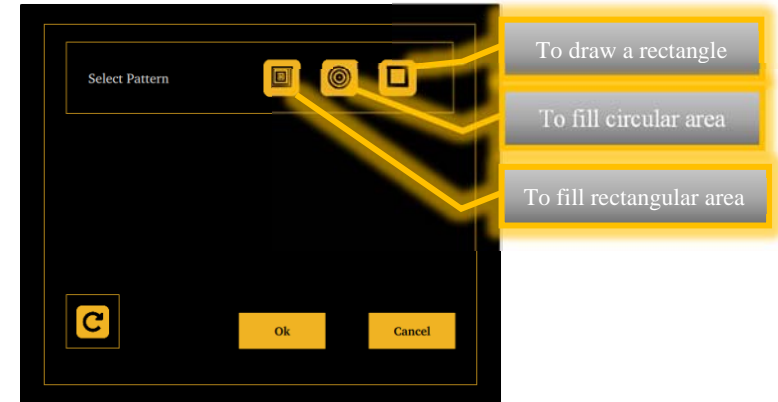 To draw a rectangle
Select Pattern
To fill circular area
To fill rectangular area
Ok
Cancel